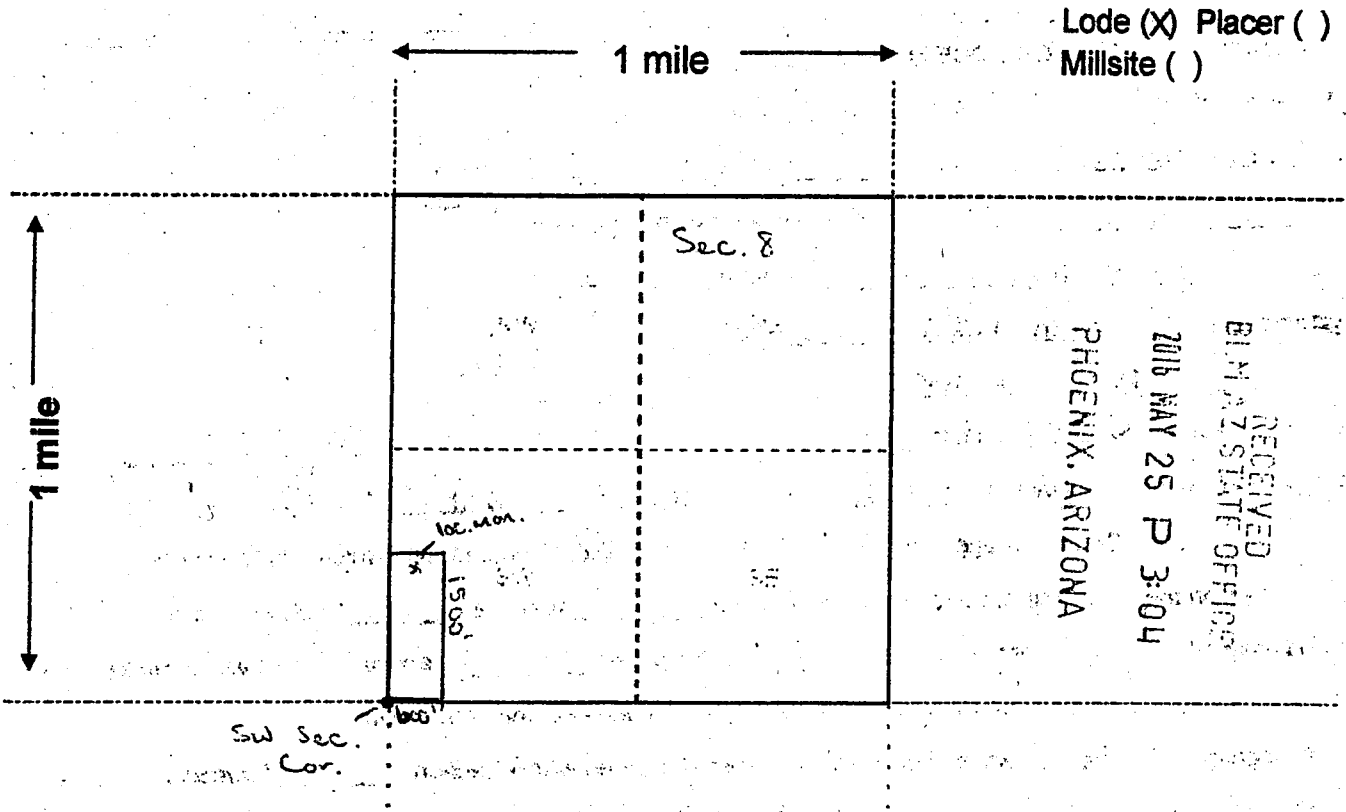 Lode (X) Placer ( )
Millsite ( )
1 mile
Sec. 8
1 mile
RECEIVED
BLM AZ STATE OFFICE
2016 MAY 25 P 3:04
PHOENIX, ARIZONA
loc. mon.
1500'
600'
SW Sec.
Cor.